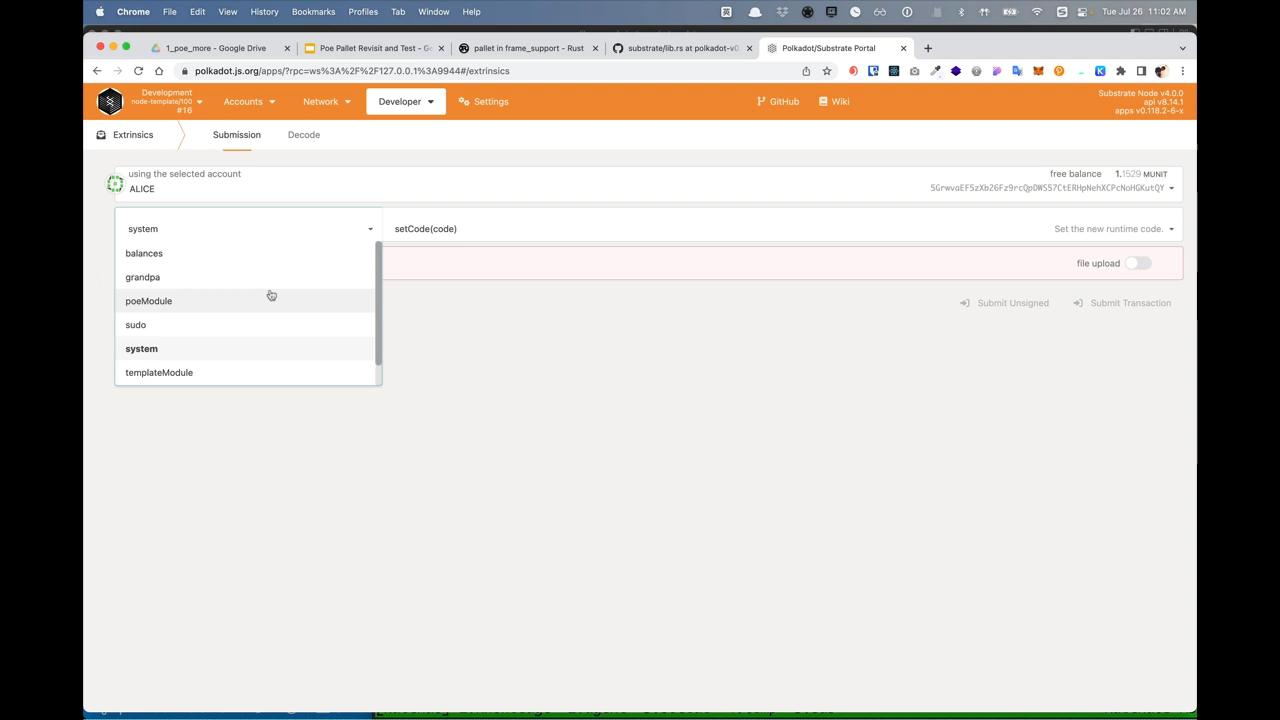 Chrome File Edit View History Bookmarks Profiles Tab Window Help Tue Jul 26 11:02 AM
1_poe_more - Google Drive
Poe Pallet Revisit and Test - Go
pallet in frame_support - Rust
substrate/lib.rs at polkadot-v0
Polkadot/Substrate Portal
polkadot.js.org/apps/?rpc=ws%3A%2F%2F127.0.0.1%3A9944#/extrinsics
Development
node-template/100
#16
Accounts
Network
Developer
Settings
GitHub
Wiki
Substrate Node v4.0.0
api v8.14.1
apps v0.118.2-6-x
Extrinsics
Submission
Decode
using the selected account
ALICE
free balance 1.1529 MUNIT
5GrwvaEF5zXb26Fz9rcQpDWS57CtERHpNehXCPcNoHGKutQY
system
setCode(code)
Set the new runtime code.
balances
grandpa
poeModule
sudo
system
templateModule
file upload
Submit Unsigned
Submit Transaction